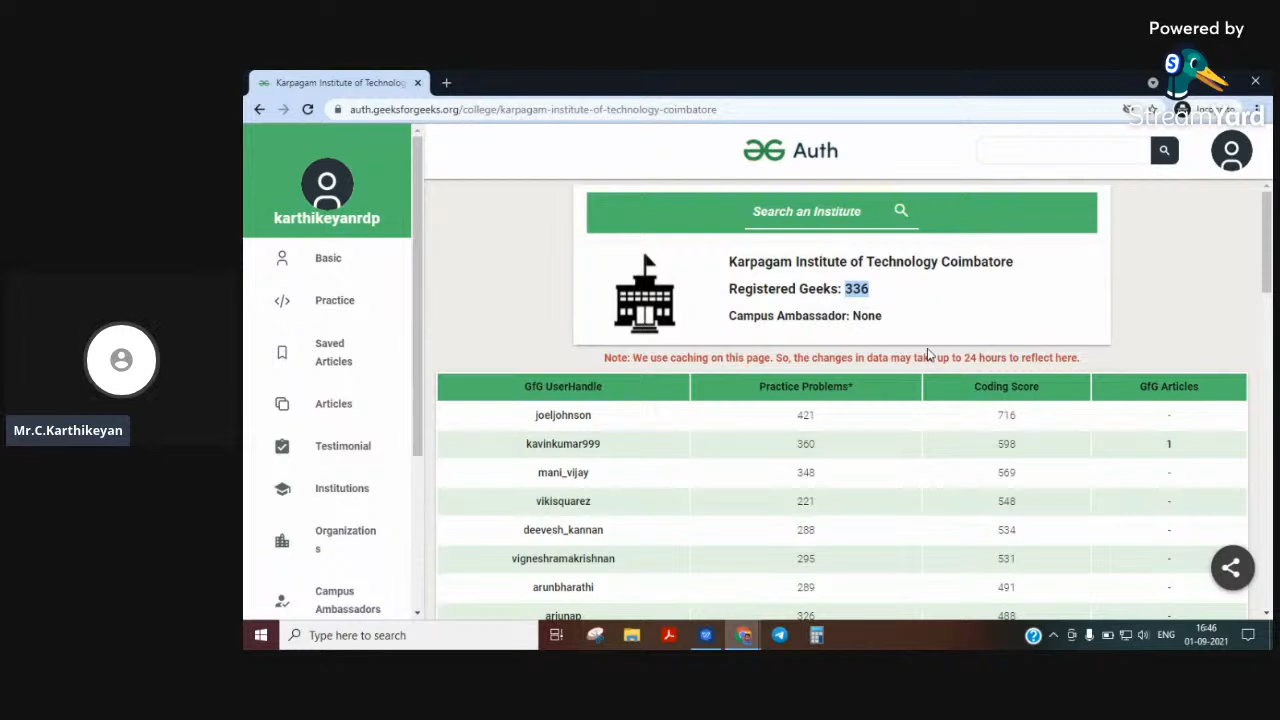 Powered by
StreamYard
Karpagam Institute of Technolog
auth.geeksforgeeks.org/college/karpagam-institute-of-technology-coimbatore
Auth
karthikeyanrdp
Basic
Practice
Saved
Articles
Articles
Testimonial
Institutions
Organization
s
Campus
Ambassadors
Search an Institute
Karpagam Institute of Technology Coimbatore
Registered Geeks: 336
Campus Ambassador: None
Note: We use caching on this page. So, the changes in data may take up to 24 hours to reflect here.
GfG UserHandle Practice Problems* Coding Score GfG Articles
joeljohnson 421 716 -
kavinkumar999 360 598 1
mani_vijay 348 569 -
vikisquarez 221 548 -
deevesh_kannan 288 534 -
vigneshramakrishnan 295 531 -
arunbharathi 289 491 -
arjunap 326 488
Mr.C.Karthikeyan
Type here to search
ENG
16:46
01-09-2021